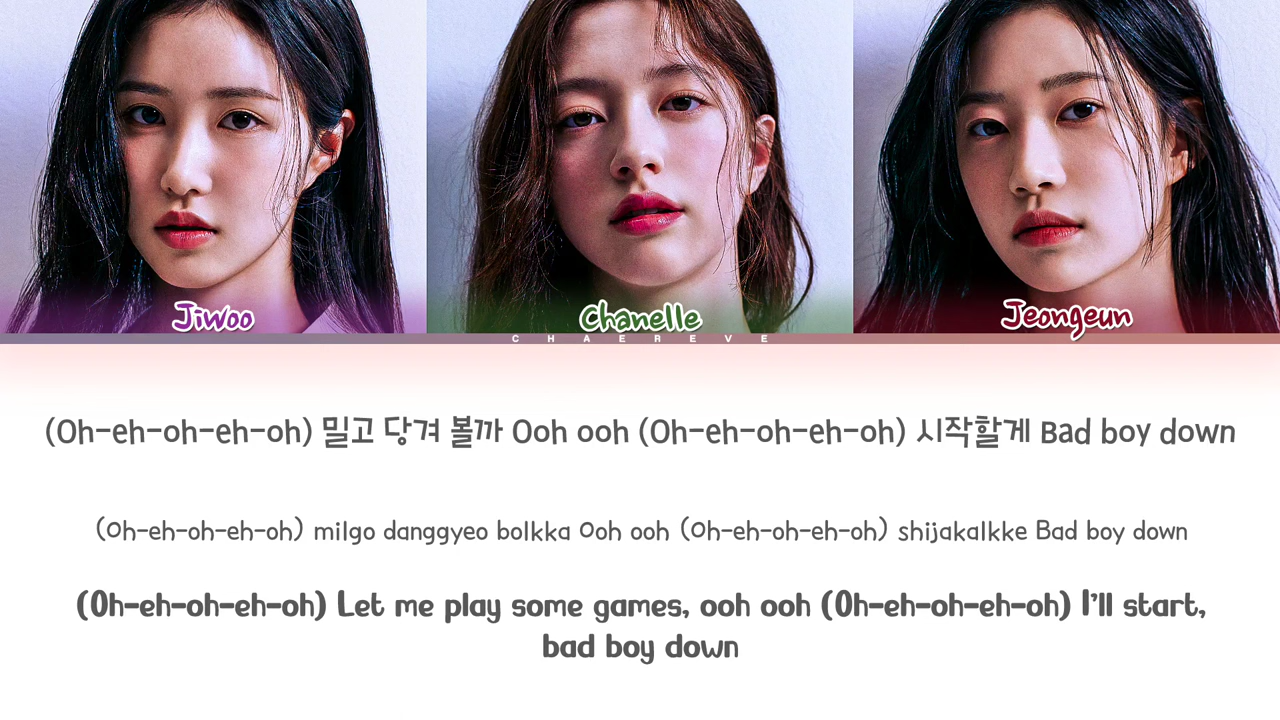 Jiwoo
Chanelle
Jeongeun
CHAEREVE
(Oh-eh-oh-eh-oh) 밀고 당겨 볼까 Ooh ooh (Oh-eh-oh-eh-oh) 시작할게 Bad boy down
(Oh-eh-oh-eh-oh) milgo danggyeo bolkka Ooh ooh (Oh-eh-oh-eh-oh) shijakalkke Bad boy down
(Oh-eh-oh-eh-oh) Let me play some games, ooh ooh (Oh-eh-oh-eh-oh) I'll start,
bad boy down